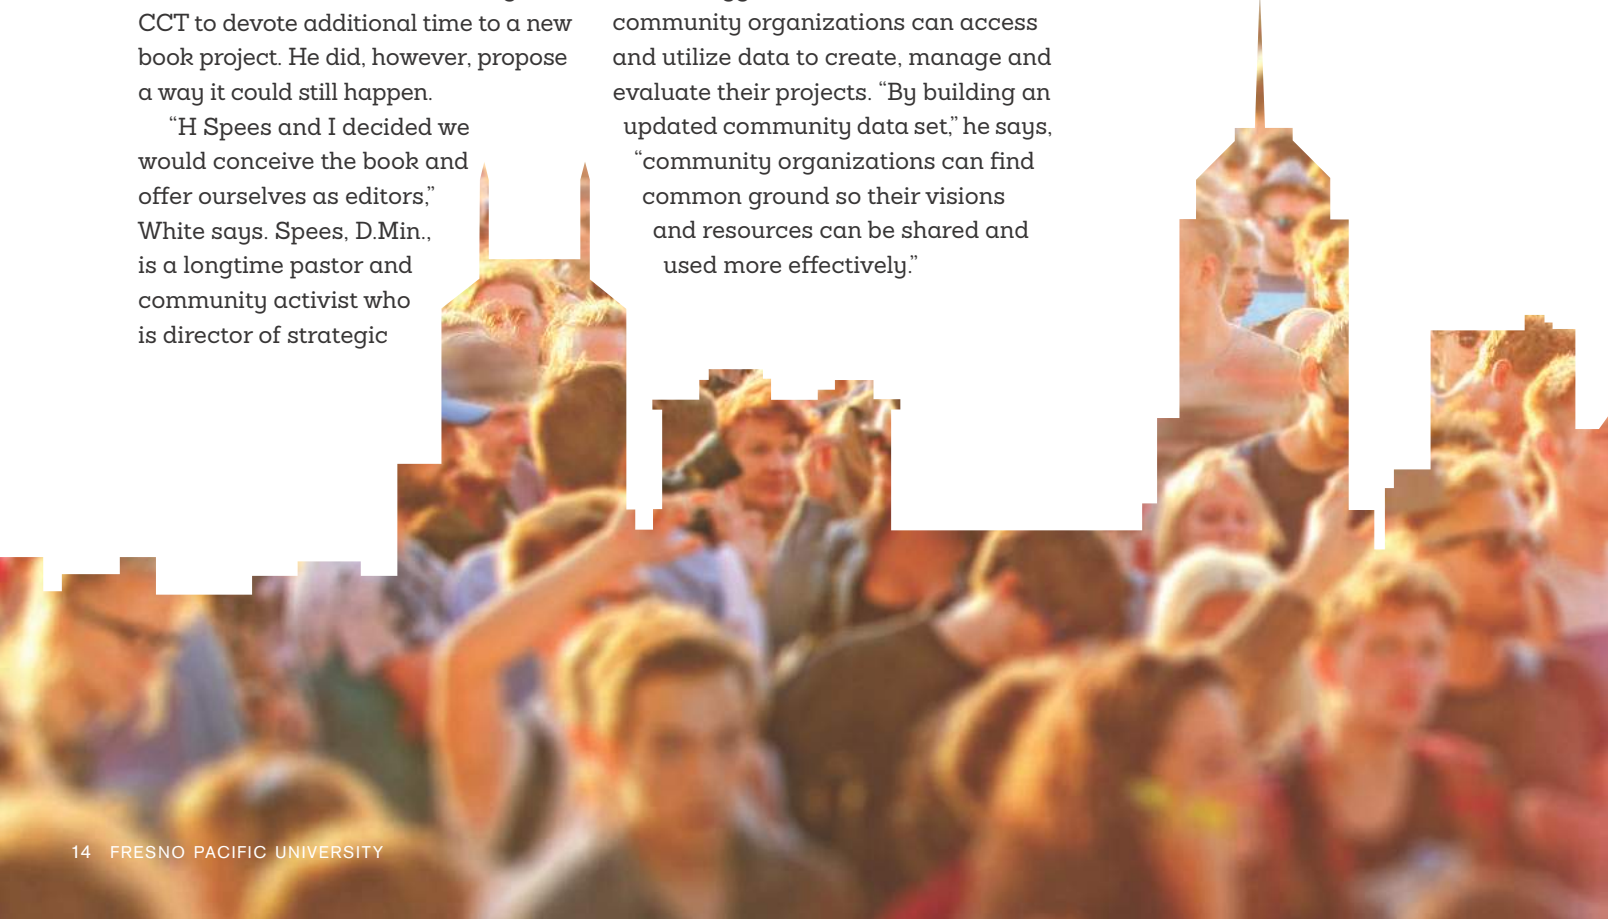 CCT to devote additional time to a new
book project. He did, however, propose
a way it could still happen.
“H Spees and I decided we
would conceive the book and
offer ourselves as editors,”
White says. Spees, D.Min.,
is a longtime pastor and
community activist who
is director of strategic
community organizations can access
and utilize data to create, manage and
evaluate their projects. “By building an
updated community data set,” he says,
“community organizations can find
common ground so their visions
and resources can be shared and
used more effectively.”
14 FRESNO PACIFIC UNIVERSITY